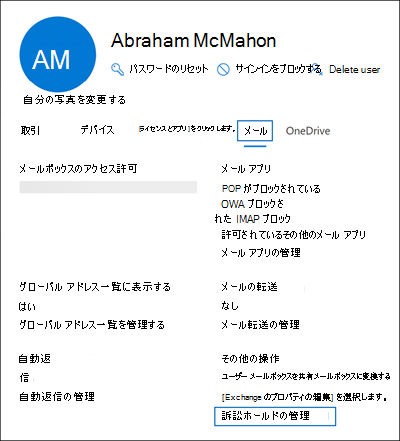 AM
Abraham McMahon
パスワードのリセット サインインをブロックする Delete user
自分の写真を変更する
取引 デバイス [ライセンスとアプリ]をクリックします。 メール OneDrive
メールボックスのアクセス許可
メール アプリ
POP がブロックされている
OWA ブロックさ
れた IMAP ブロック
許可されているその他のメール アプリ
メール アプリの管理
グローバル アドレス一覧に表示する
はい
グローバル アドレス一覧を管理する
メールの転送
なし
メール転送の管理
自動返
信
自動返信の管理
その他の操作
ユーザー メールボックスを共有メールボックスに変換する
[Exchange のプロパティの編集] を選択します。
訴訟ホールドの管理